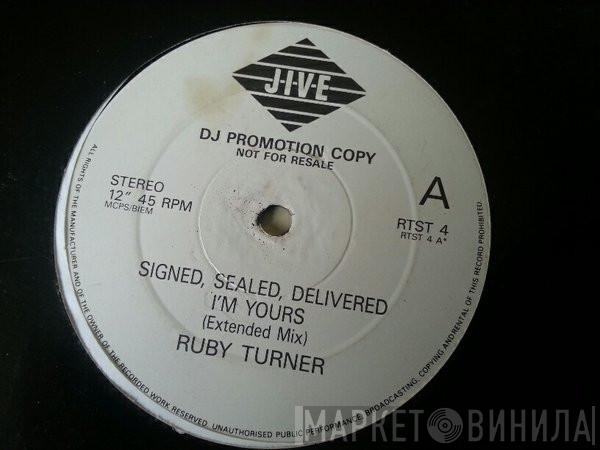 J·I·V·E
DJ PROMOTION COPY
NOT FOR RESALE
STEREO
12" 45 RPM
MCPS/BIEM
A
RTST 4
RTST 4 A*
SIGNED, SEALED, DELIVERED
I'M YOURS
(Extended Mix)
RUBY TURNER
ALL RIGHTS OF THE MANUFACTURER AND OF THE OWNER OF THE RECORDED WORK RESERVED. UNAUTHORISED PUBLIC PERFORMANCE, BROADCASTING, COPYING AND RENTAL OF THIS RECORD PROHIBITED.
МАРКЕТ ВИНИЛА